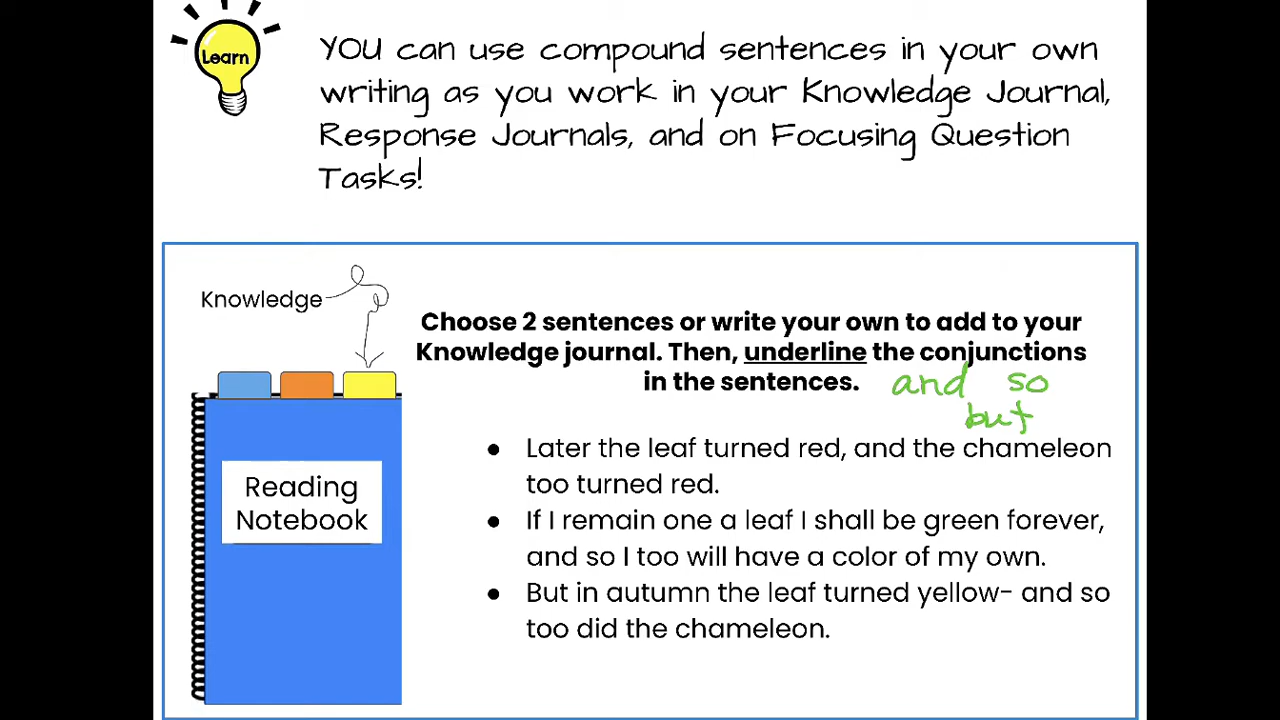 Learn
YOU can use compound sentences in your own
writing as you work in your Knowledge Journal,
Response Journals, and on Focusing Question
Tasks!
Knowledge
Choose 2 sentences or write your own to add to your
Knowledge journal. Then, underline the conjunctions
in the sentences. and so
but
Reading
Notebook
● Later the leaf turned red, and the chameleon
too turned red.
● If I remain one a leaf I shall be green forever,
and so I too will have a color of my own.
● But in autumn the leaf turned yellow- and so
too did the chameleon.